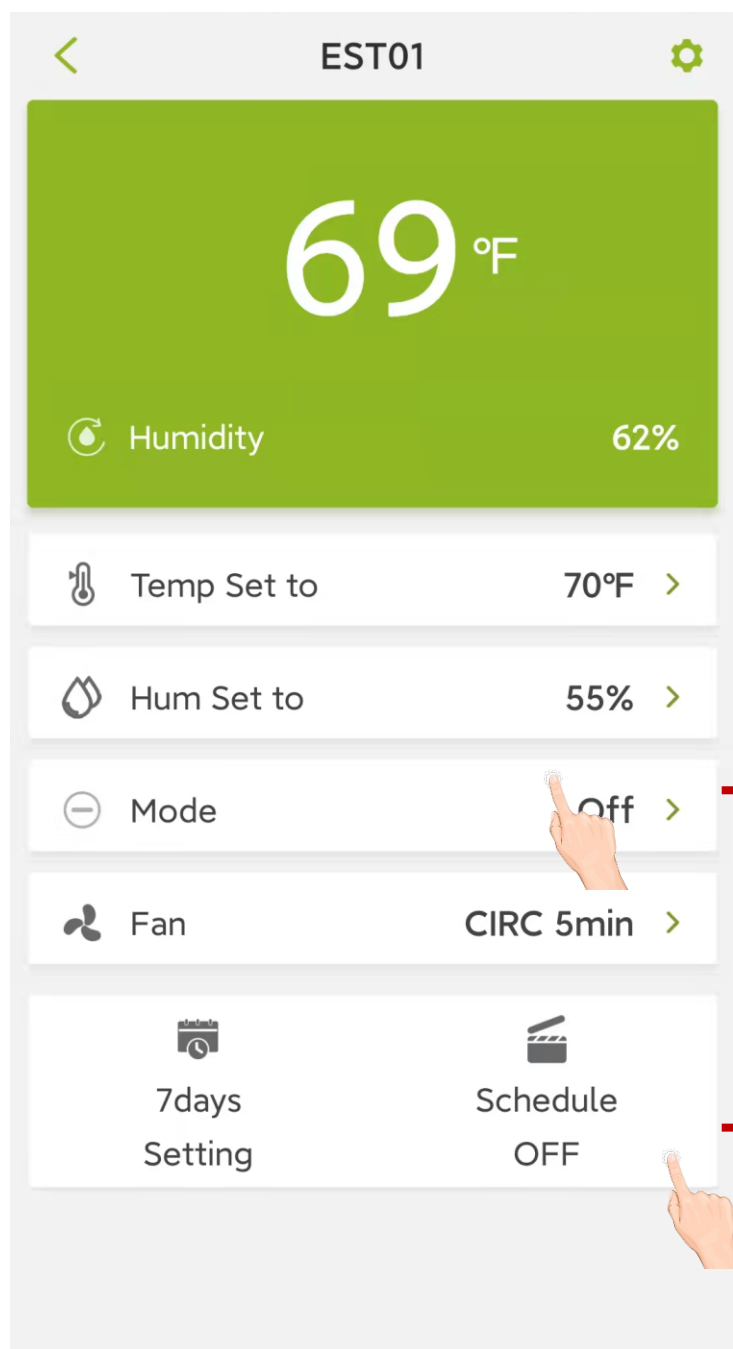 EST01
69 °F
Humidity 62%
Temp Set to 70°F
Hum Set to 55%
Mode Off
Fan CIRC 5min
7days Schedule
Setting OFF